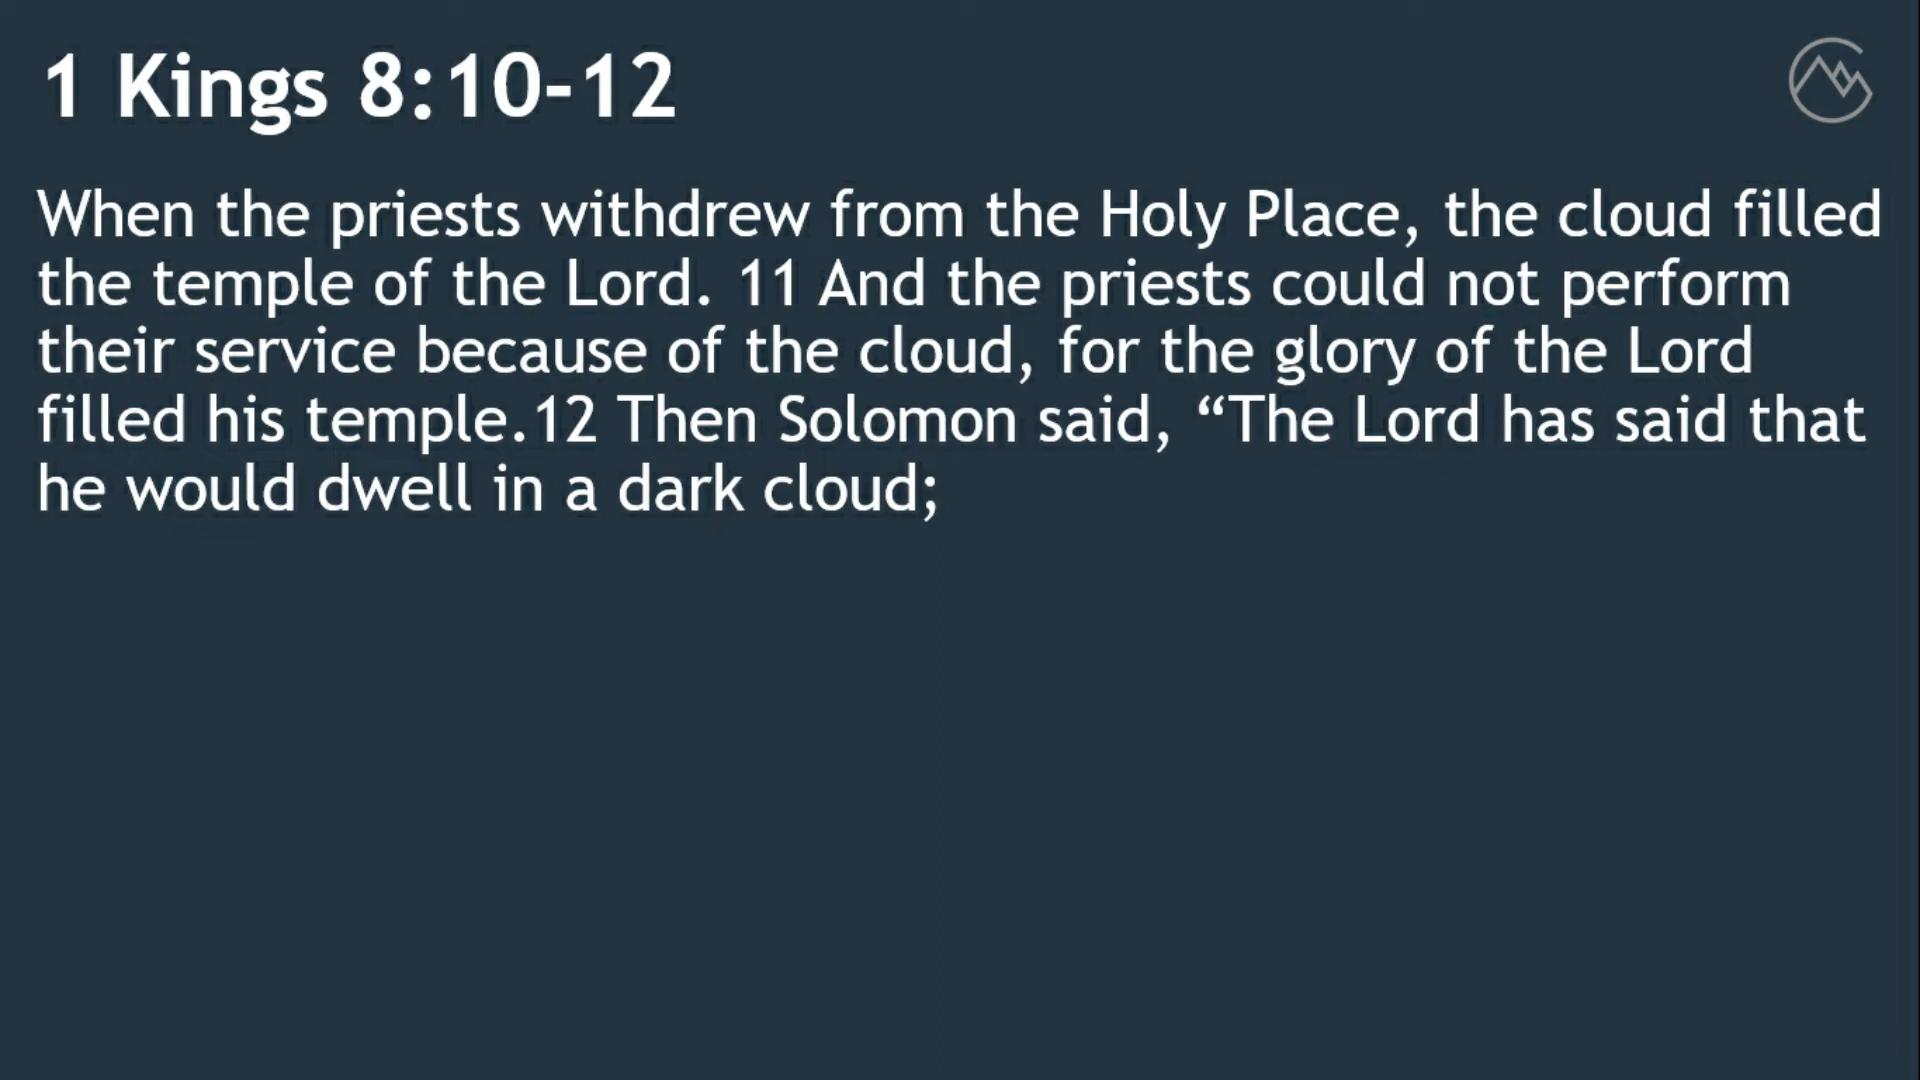 1 Kings 8:10-12
When the priests withdrew from the Holy Place, the cloud filled
the temple of the Lord. 11 And the priests could not perform
their service because of the cloud, for the glory of the Lord
filled his temple.12 Then Solomon said, “The Lord has said that
he would dwell in a dark cloud;